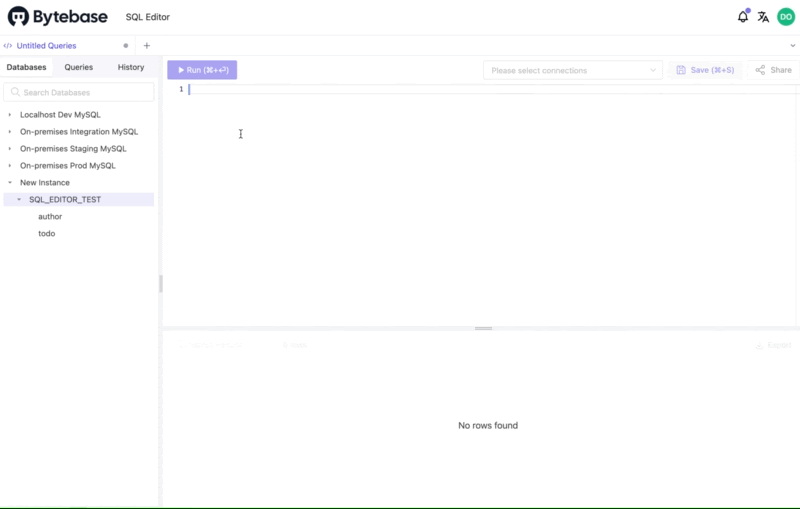 Bytebase SQL Editor DO
</> Untitled Queries +
Databases Queries History
Run (⌘+⏎) Please select connections Save (⌘+S) Share
Search Databases
1
Localhost Dev MySQL
On-premises Integration MySQL
On-premises Staging MySQL
On-premises Prod MySQL
New Instance
SQL_EDITOR_TEST
author
todo
Export
No rows found